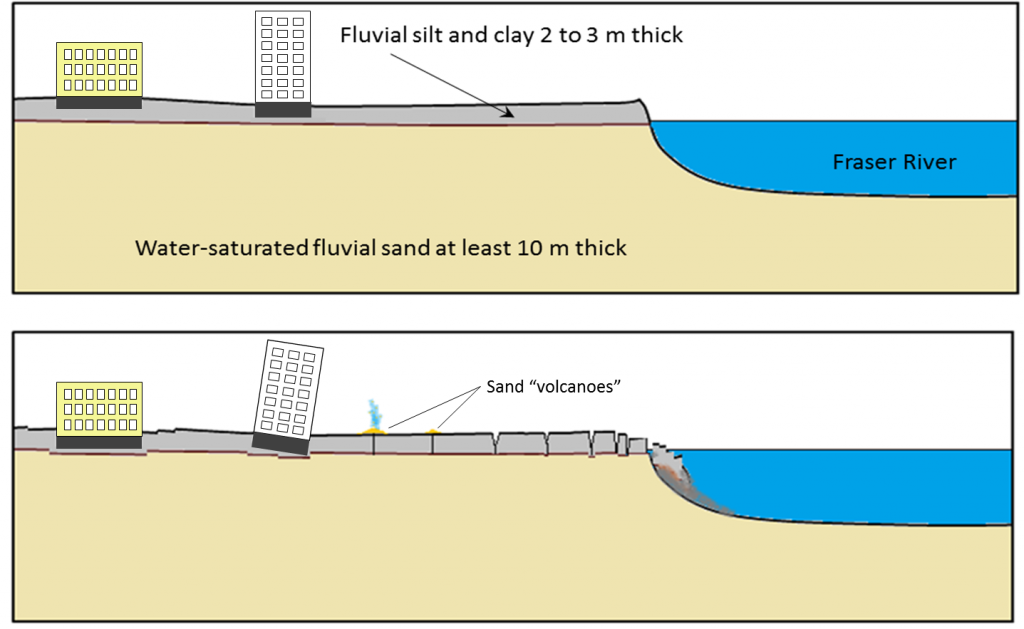 Fluvial silt and clay 2 to 3 m thick
Fraser River
Water-saturated fluvial sand at least 10 m thick
Sand “volcanoes”